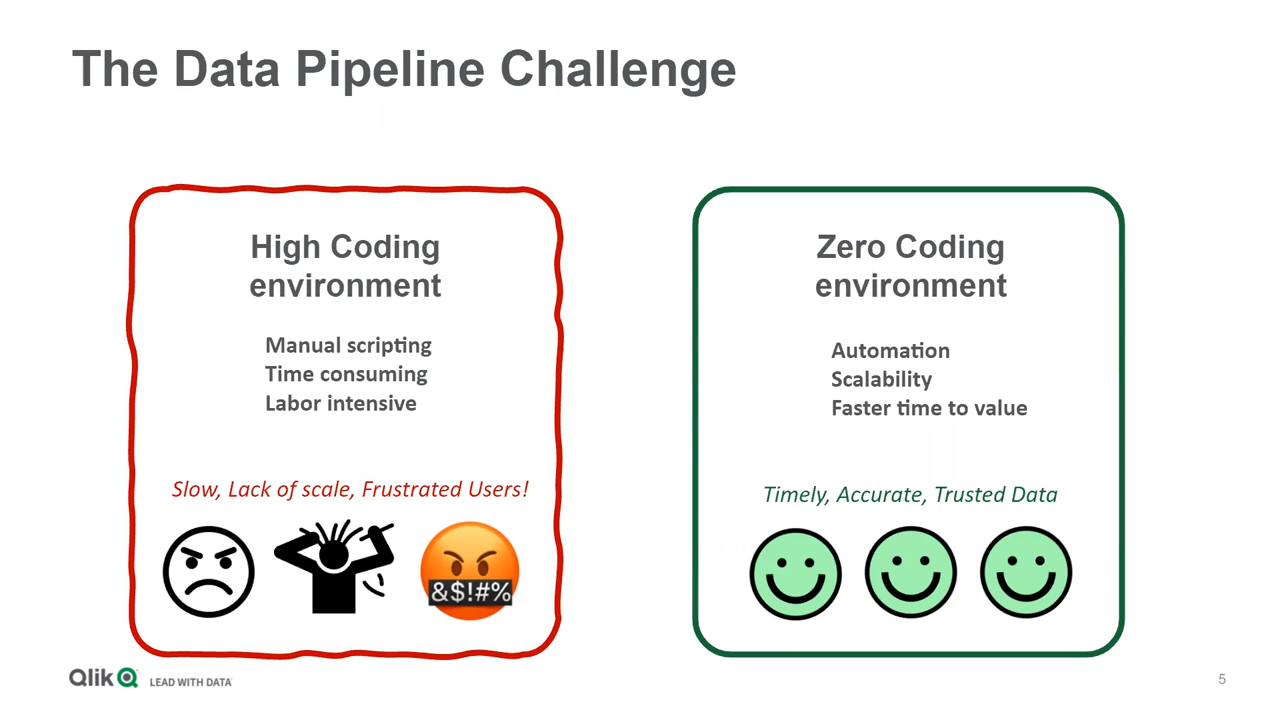 The Data Pipeline Challenge
High Coding
environment
Manual scripting
Time consuming
Labor intensive
Slow, Lack of scale, Frustrated Users!
&$!#%
Zero Coding
environment
Automation
Scalability
Faster time to value
Timely, Accurate, Trusted Data
Qlik LEAD WITH DATA
5